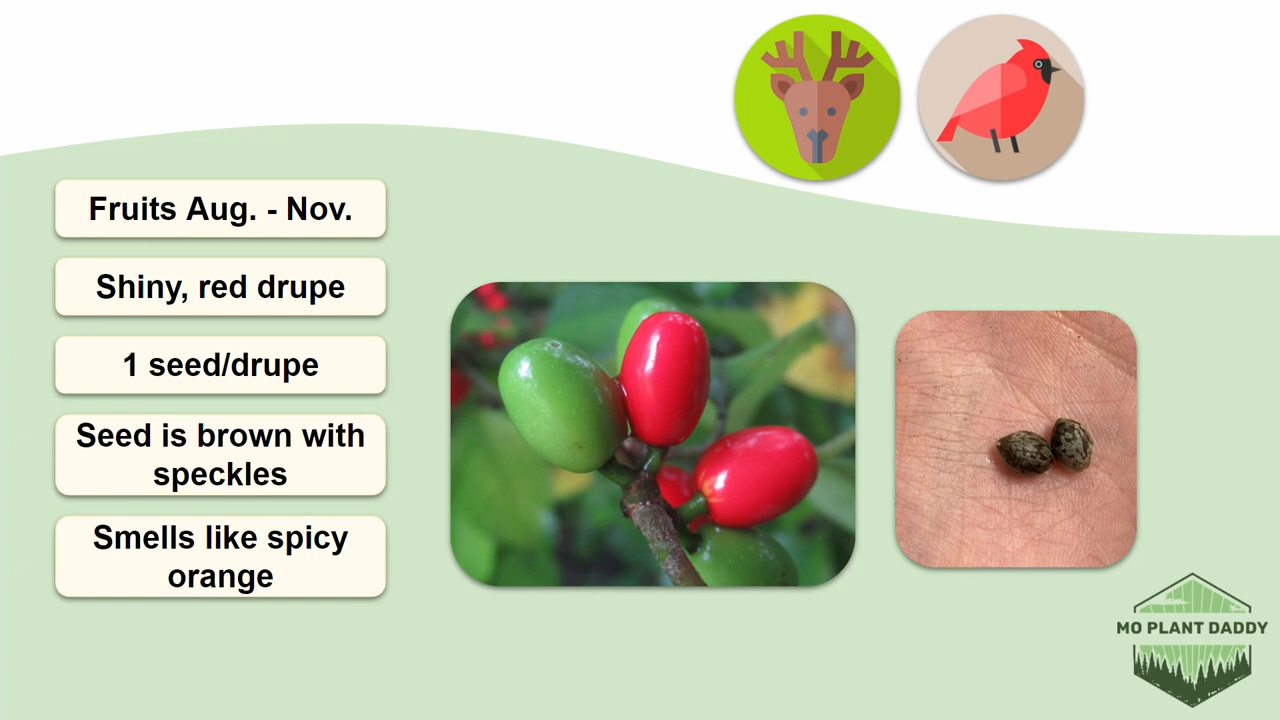 Fruits Aug. - Nov.
Shiny, red drupe
1 seed/drupe
Seed is brown with
speckles
Smells like spicy
orange
MO PLANT DADDY